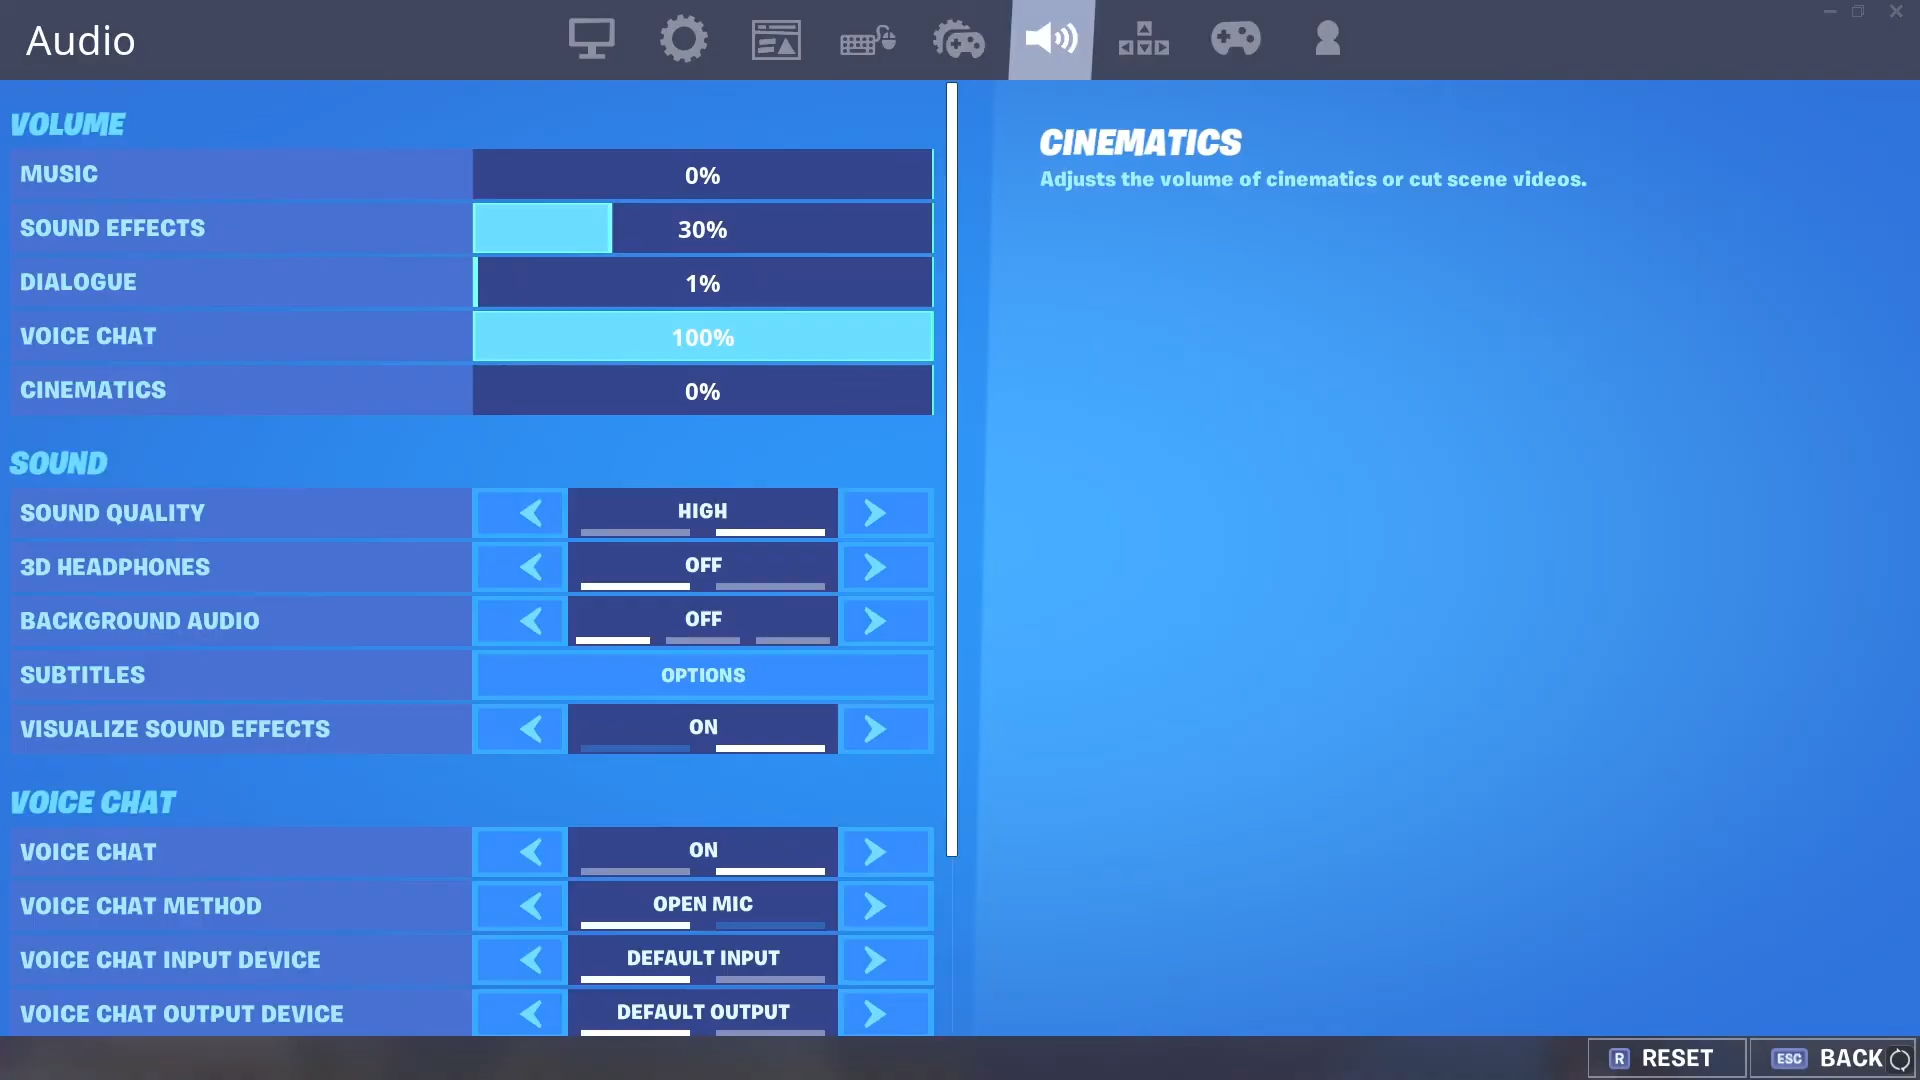 Audio
VOLUME
MUSIC 0%
SOUND EFFECTS 30%
DIALOGUE 1%
VOICE CHAT 100%
CINEMATICS 0%
SOUND
SOUND QUALITY HIGH
3D HEADPHONES OFF
BACKGROUND AUDIO OFF
SUBTITLES OPTIONS
VISUALIZE SOUND EFFECTS ON
VOICE CHAT
VOICE CHAT ON
VOICE CHAT METHOD OPEN MIC
VOICE CHAT INPUT DEVICE DEFAULT INPUT
VOICE CHAT OUTPUT DEVICE DEFAULT OUTPUT
CINEMATICS
Adjusts the volume of cinematics or cut scene videos.
R RESET
ESC BACK